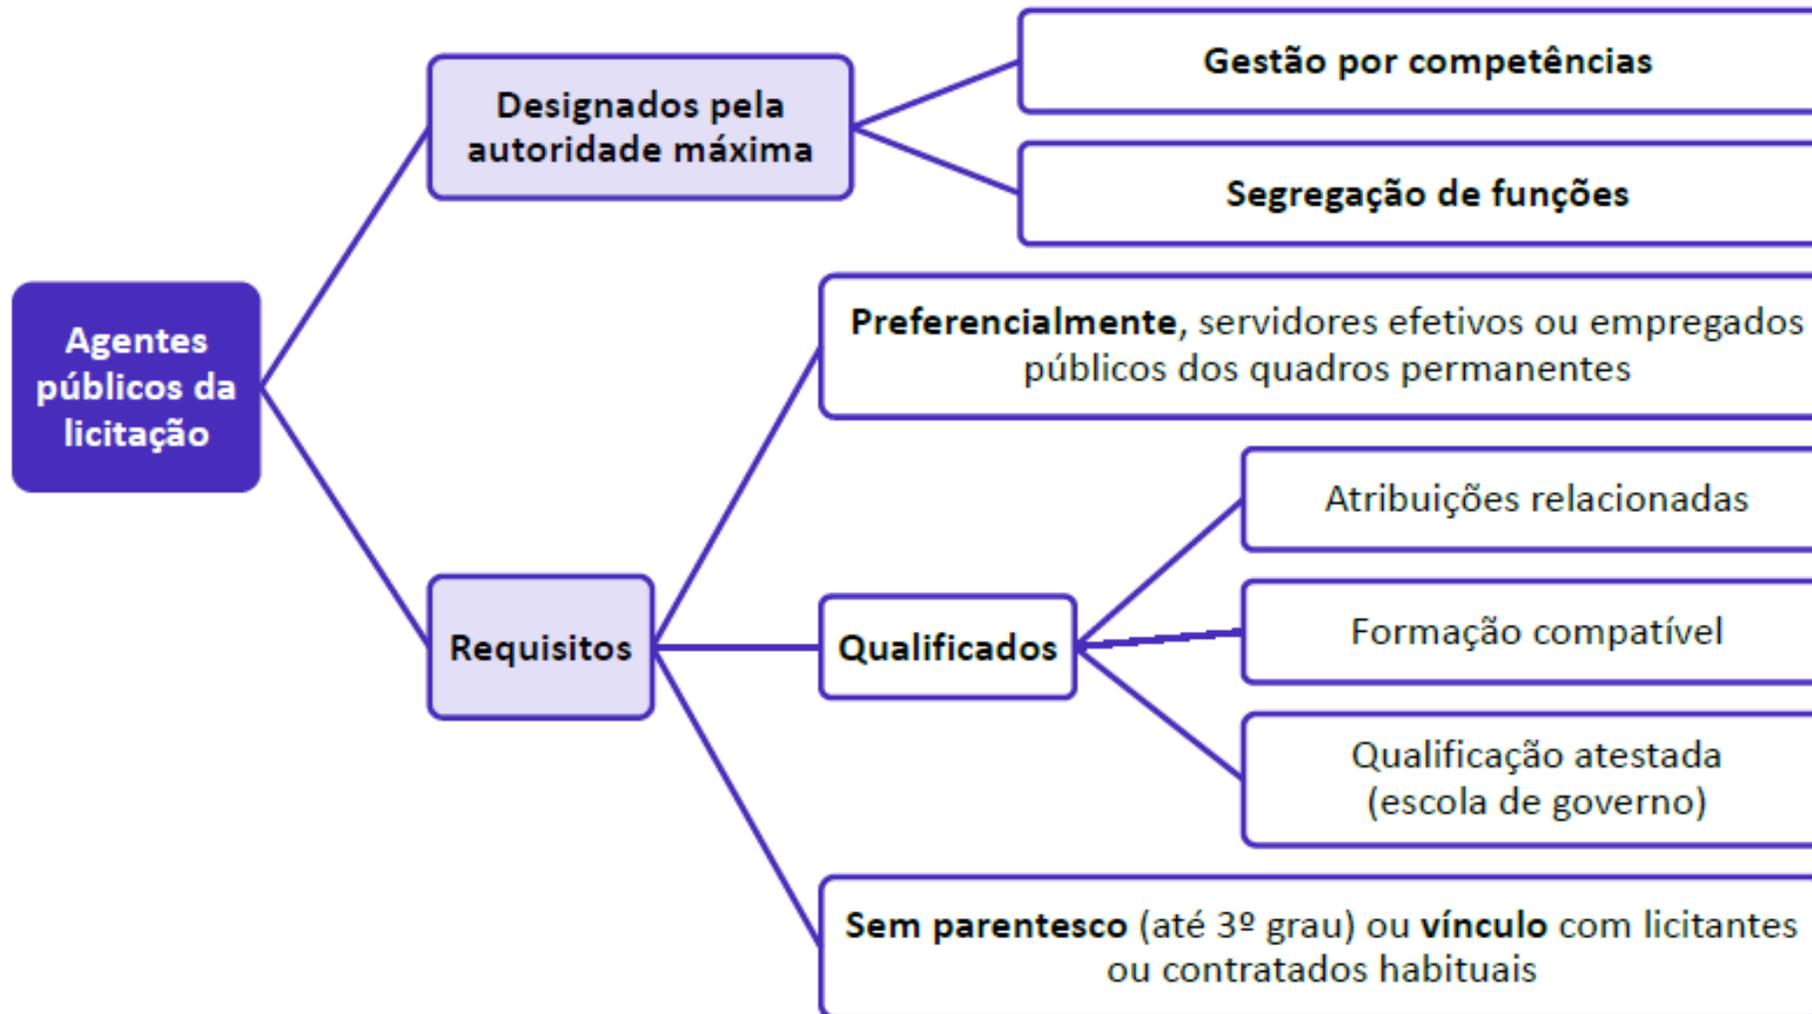 Agentes
públicos da
licitação
Designados pela
autoridade máxima
Gestão por competências
Segregação de funções
Requisitos
Preferencialmente, servidores efetivos ou empregados
públicos dos quadros permanentes
Qualificados
Atribuições relacionadas
Formação compatível
Qualificação atestada
(escola de governo)
Sem parentesco (até 3º grau) ou vínculo com licitantes
ou contratados habituais